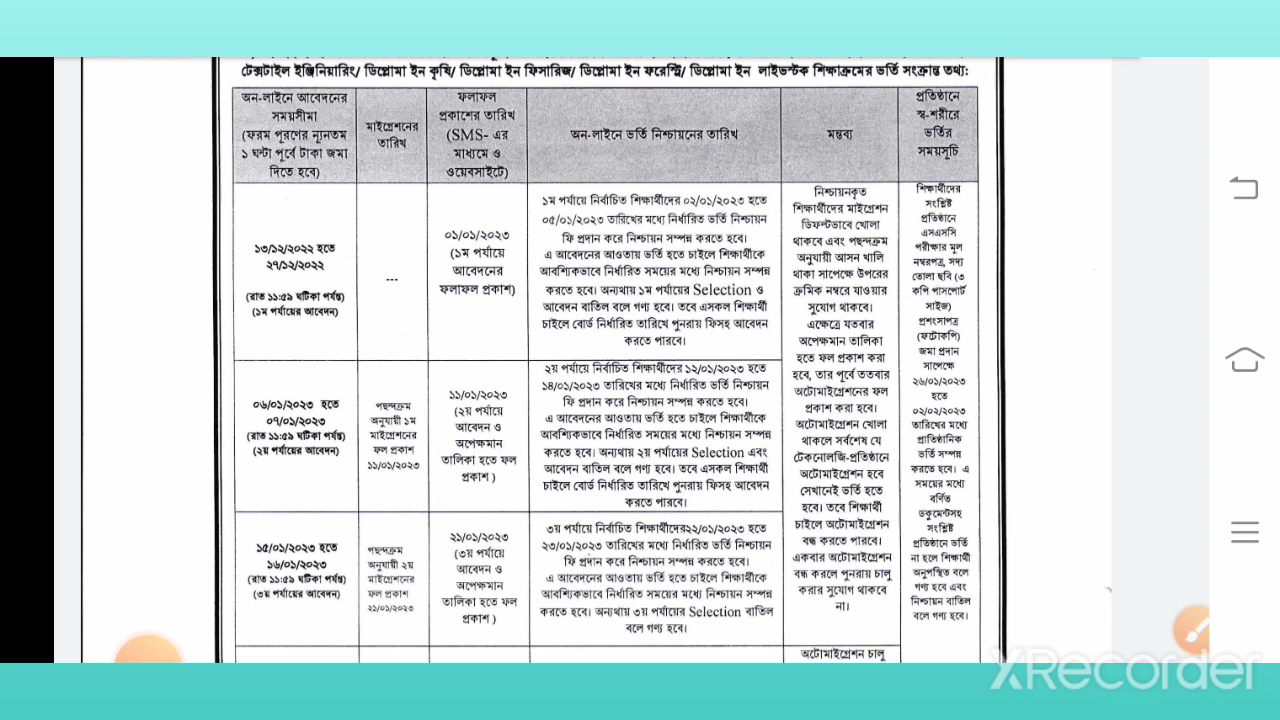 টেক্সটাইল ইঞ্জিনিয়ারিং/ ডিপ্লোমা ইন কৃষি/ ডিপ্লোমা ইন ফিসারিজ/ ডিপ্লোমা ইন ফরেস্ট্রি/ ডিপ্লোমা ইন লাইভস্টক শিক্ষাক্রমের ভর্তি সংক্রান্ত তথ্য:
অন-লাইনে আবেদনের
সময়সীমা
(ফরম পূরণের ন্যূনতম
১ ঘন্টা পূর্বে টাকা জমা
দিতে হবে)
মাইগ্রেশনের
তারিখ
ফলাফল
প্রকাশের তারিখ
(SMS- এর
মাধ্যমে ও
ওয়েবসাইটে)
অন-লাইনে ভর্তি নিশ্চায়নের তারিখ
মন্তব্য
প্রতিষ্ঠানে
স্ব-শরীরে
ভর্তির
সময়সূচি
১৩/১২/২০২২ হতে
২৭/১২/২০২২
(রাত ১১:৫৯ ঘটিকা পর্যন্ত)
(১ম পর্যায়ের আবেদন)
---
০১/০১/২০২৩
(১ম পর্যায়ে
আবেদনের
ফলাফল প্রকাশ)
১ম পর্যায়ে নির্বাচিত শিক্ষার্থীদের ০২/০১/২০২৩ হতে
০৫/০১/২০২৩ তারিখের মধ্যে নির্ধারিত ভর্তি নিশ্চায়ন
ফি প্রদান করে নিশ্চায়ন সম্পন্ন করতে হবে।
এ আবেদনের আওতায় ভর্তি হতে চাইলে শিক্ষার্থীকে
আবশ্যিকভাবে নির্ধারিত সময়ের মধ্যে নিশ্চায়ন সম্পন্ন
করতে হবে। অন্যথায় ১ম পর্যায়ের Selection ও
আবেদন বাতিল বলে গণ্য হবে। তবে এসকল শিক্ষার্থী
চাইলে বোর্ড নির্ধারিত তারিখে পুনরায় ফিসহ আবেদন
করতে পারবে।
০৬/০১/২০২৩ হতে
০৭/০১/২০২৩
(রাত ১১:৫৯ ঘটিকা পর্যন্ত)
(২য় পর্যায়ের আবেদন)
পছন্দক্রম
অনুযায়ী ১ম
মাইগ্রেশনের
ফল প্রকাশ
১১/০১/২০২৩
১১/০১/২০২৩
(২য় পর্যায়ে
আবেদন ও
অপেক্ষমান
তালিকা হতে ফল
প্রকাশ )
২য় পর্যায়ে নির্বাচিত শিক্ষার্থীদের ১২/০১/২০২৩ হতে
১৪/০১/২০২৩ তারিখের মধ্যে নির্ধারিত ভর্তি নিশ্চায়ন
ফি প্রদান করে নিশ্চায়ন সম্পন্ন করতে হবে।
এ আবেদনের আওতায় ভর্তি হতে চাইলে শিক্ষার্থীকে
আবশ্যিকভাবে নির্ধারিত সময়ের মধ্যে নিশ্চায়ন সম্পন্ন
করতে হবে। অন্যথায় ২য় পর্যায়ের Selection এবং
আবেদন বাতিল বলে গণ্য হবে। তবে এসকল শিক্ষার্থী
চাইলে বোর্ড নির্ধারিত তারিখে পুনরায় ফিসহ আবেদন
করতে পারবে।
১৫/০১/২০২৩ হতে
১৬/০১/২০২৩
(রাত ১১:৫৯ ঘটিকা পর্যন্ত)
(৩য় পর্যায়ের আবেদন)
পছন্দক্রম
অনুযায়ী ২য়
মাইগ্রেশনের
ফল প্রকাশ
২১/০১/২০২৩
২১/০১/২০২৩
(৩য় পর্যায়ে
আবেদন ও
অপেক্ষমান
তালিকা হতে ফল
প্রকাশ )
৩য় পর্যায়ে নির্বাচিত শিক্ষার্থীদের২২/০১/২০২৩ হতে
২৩/০১/২০২৩ তারিখের মধ্যে নির্ধারিত ভর্তি নিশ্চায়ন
ফি প্রদান করে নিশ্চায়ন সম্পন্ন করতে হবে।
এ আবেদনের আওতায় ভর্তি হতে চাইলে শিক্ষার্থীকে
আবশ্যিকভাবে নির্ধারিত সময়ের মধ্যে নিশ্চায়ন সম্পন্ন
করতে হবে। অন্যথায় ৩য় পর্যায়ের Selection বাতিল
বলে গণ্য হবে।
নিশ্চায়নকৃত
শিক্ষার্থীদের মাইগ্রেশন
ডিফল্টভাবে খোলা
থাকবে এবং পছন্দক্রম
অনুযায়ী আসন খালি
থাকা সাপেক্ষে উপরের
ক্রমিক নম্বরে যাওয়ার
সুযোগ থাকবে।
এক্ষেত্রে যতবার
অপেক্ষমান তালিকা
হতে ফল প্রকাশ করা
হবে, তার পূর্বে ততবার
অটোমাইগ্রেশনের ফল
প্রকাশ করা হবে।
অটোমাইগ্রেশন খোলা
থাকলে সর্বশেষ যে
টেকনোলজি-প্রতিষ্ঠানে
অটোমাইগ্রেশন হবে
সেখানেই ভর্তি হতে
হবে। তবে শিক্ষার্থী
চাইলে অটোমাইগ্রেশন
বন্ধ করতে পারবে।
একবার অটোমাইগ্রেশন
বন্ধ করলে পুনরায় চালু
করার সুযোগ থাকবে
না।
অটোমাইগ্রেশন চালু
শিক্ষার্থীদের
সংশ্লিষ্ট
প্রতিষ্ঠানে
এসএসসি
পরীক্ষার মূল
নম্বরপত্র, সদ্য
তোলা ছবি (৩
কপি পাসপোর্ট
সাইজ)
প্রশংসাপত্র
(ফটোকপি)
জমা প্রদান
সাপেক্ষে
২৬/০১/২০২৩
হতে
০২/০২/২০২৩
তারিখের মধ্যে
প্রাতিষ্ঠানিক
ভর্তি সম্পন্ন
করতে হবে। এ
সময়ের মধ্যে
বর্ণিত
ডকুমেন্টসহ
সংশ্লিষ্ট
প্রতিষ্ঠানে ভর্তি
না হলে শিক্ষার্থী
অনুপস্থিত বলে
গণ্য হবে এবং
নিশ্চায়ন বাতিল
বলে গণ্য হবে।
XRecorder